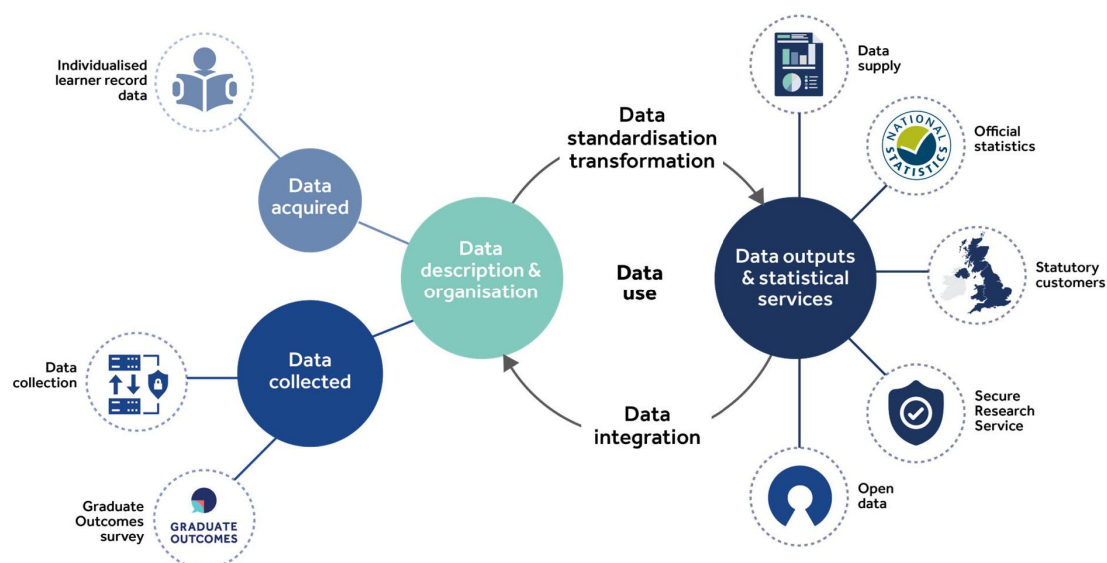 Individualised
learner record
data
Data
acquired
Data
description &
organisation
Data
collected
Data
collection
Graduate
Outcomes
survey
GRADUATE
OUTCOMES
Data
standardisation
transformation
Data
use
Data
integration
Data outputs
& statistical
services
Data
supply
NATIONAL
STATISTICS
Official
statistics
Statutory
customers
Secure
Research
Service
Open
data